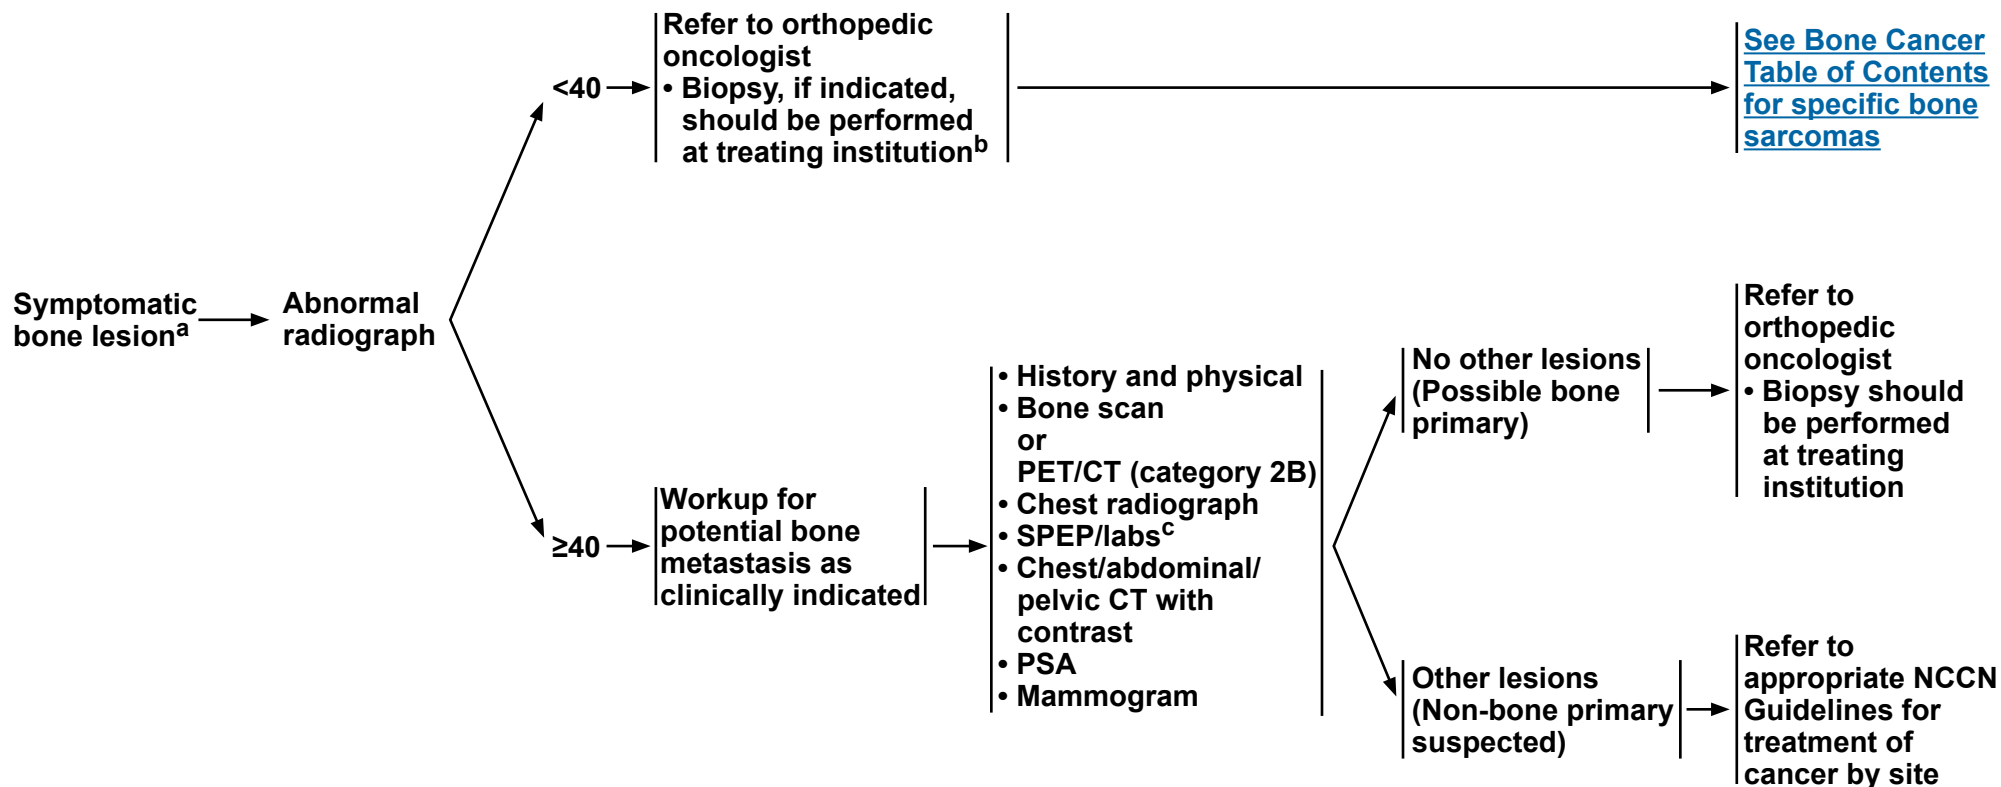 Symptomatic
bone lesionᵃ
Abnormal
radiograph
<40
Refer to orthopedic
oncologist
• Biopsy, if indicated,
should be performed
at treating institutionᵇ
See Bone Cancer
Table of Contents
for specific bone
sarcomas
≥40
Workup for
potential bone
metastasis as
clinically indicated
• History and physical
• Bone scan
or
PET/CT (category 2B)
• Chest radiograph
• SPEP/labsᶜ
• Chest/abdominal/
pelvic CT with
contrast
• PSA
• Mammogram
No other lesions
(Possible bone
primary)
Refer to
orthopedic
oncologist
• Biopsy should
be performed
at treating
institution
Other lesions
(Non-bone primary
suspected)
Refer to
appropriate NCCN
Guidelines for
treatment of
cancer by site